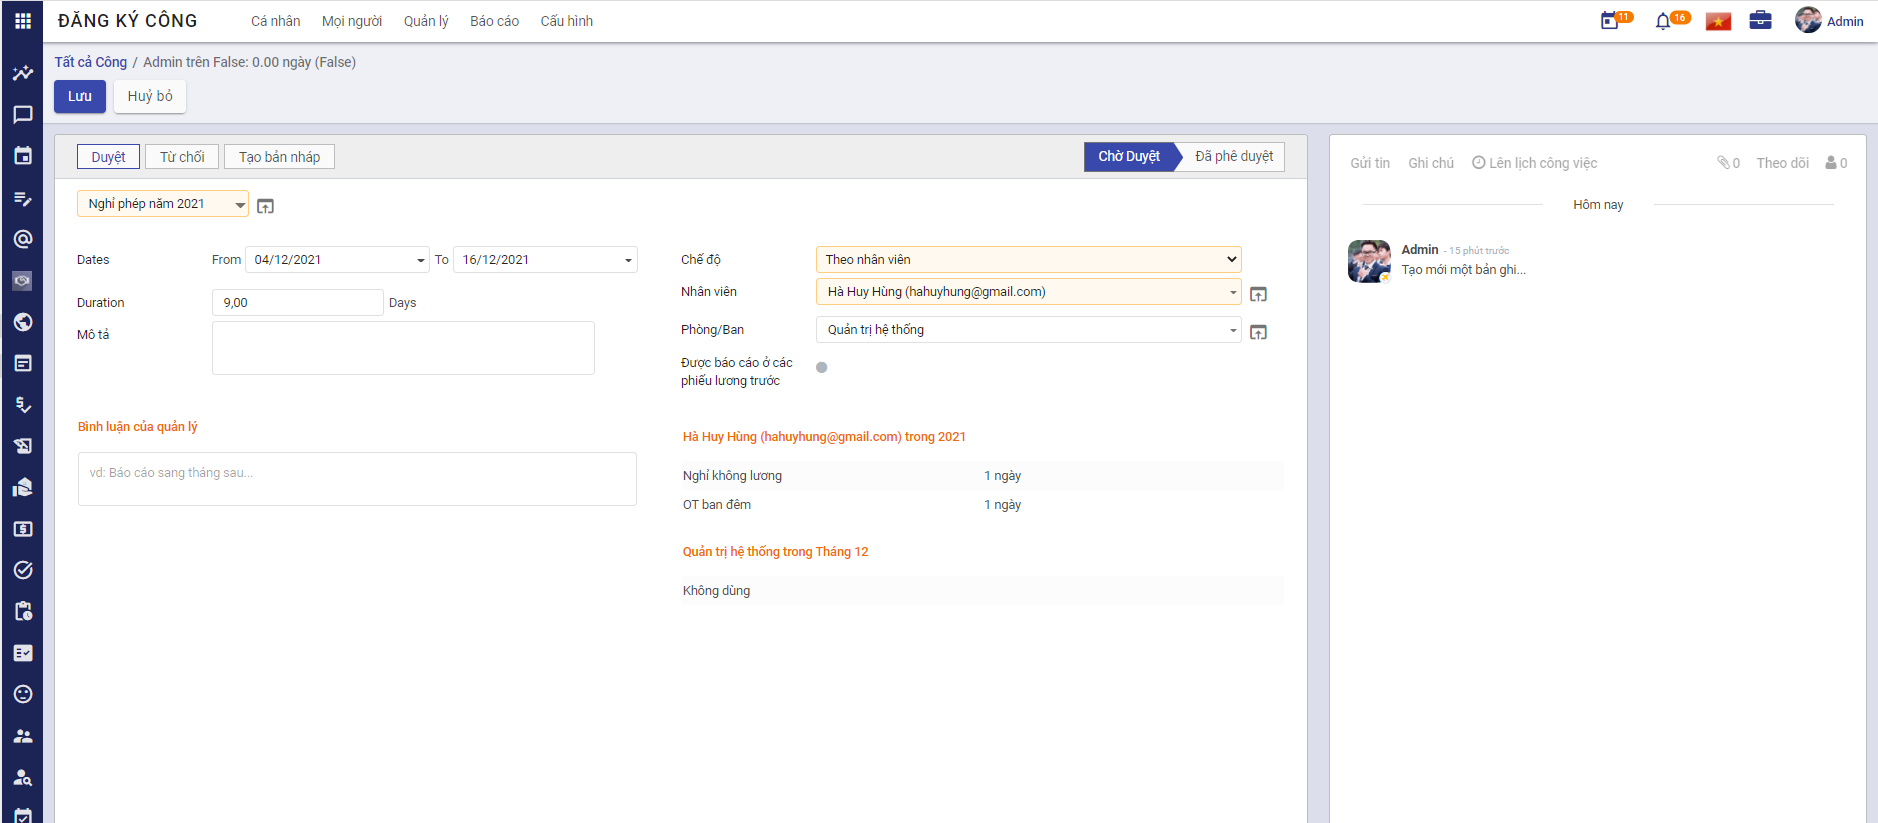 ĐĂNG KÝ CÔNG Cá nhân Mọi người Quản lý Báo cáo Cấu hình 11 16 Admin
Tất cả Công / Admin trên False: 0.00 ngày (False)
Lưu Huỷ bỏ
Duyệt Từ chối Tạo bản nháp Chờ Duyệt Đã phê duyệt
Nghỉ phép năm 2021
Dates From 04/12/2021 To 16/12/2021
Duration 9,00 Days
Mô tả
Bình luận của quản lý
vd: Báo cáo sang tháng sau...
Chế độ Theo nhân viên
Nhân viên Hà Huy Hùng (hahuyhung@gmail.com)
Phòng/Ban Quản trị hệ thống
Được báo cáo ở các
phiếu lương trước
Hà Huy Hùng (hahuyhung@gmail.com) trong 2021
Nghỉ không lương 1 ngày
OT ban đêm 1 ngày
Quản trị hệ thống trong Tháng 12
Không dùng
Gửi tin Ghi chú Lên lịch công việc 0 Theo dõi 0
Hôm nay
Admin - 15 phút trước
Tạo mới một bản ghi...